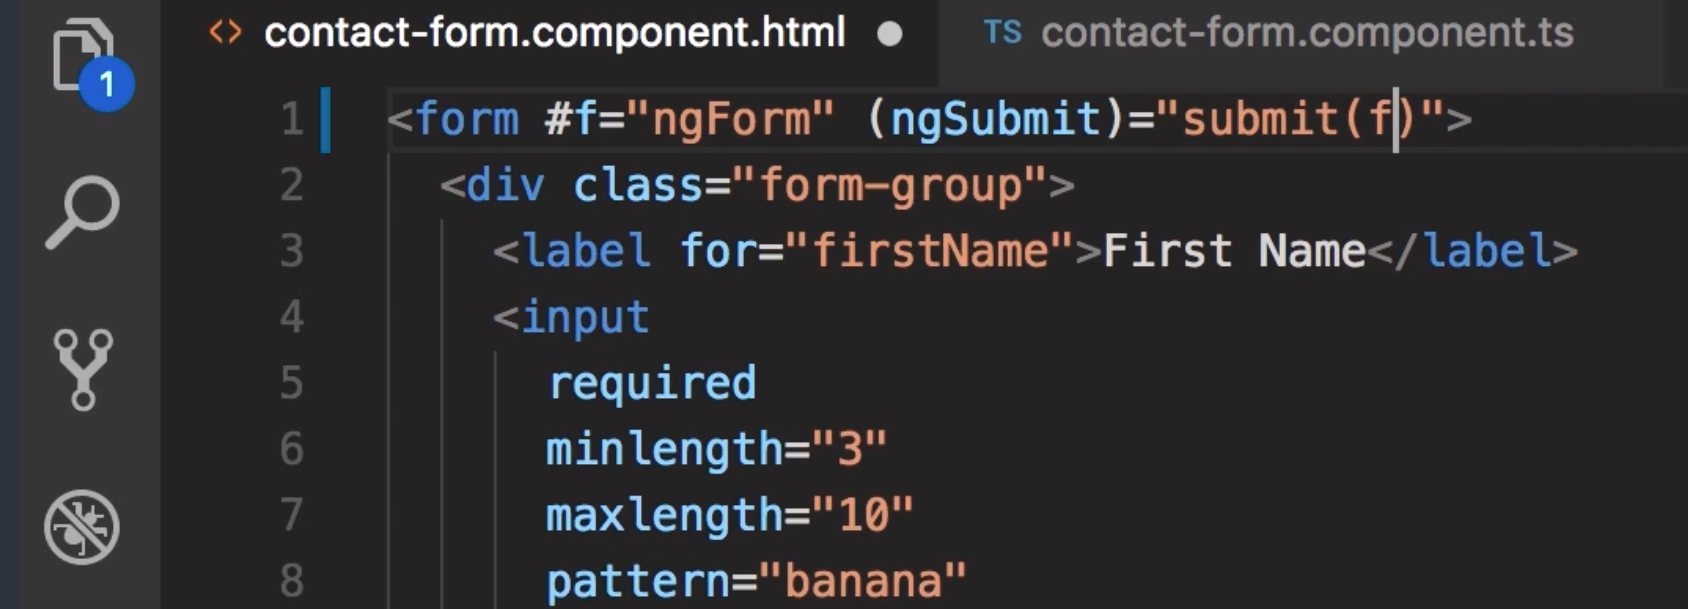 contact-form.component.html TS contact-form.component.ts
1
1 <form #f="ngForm" (ngSubmit)="submit(f)">
2 <div class="form-group">
3 <label for="firstName">First Name</label>
4 <input
5 required
6 minlength="3"
7 maxlength="10"
8 pattern="banana"